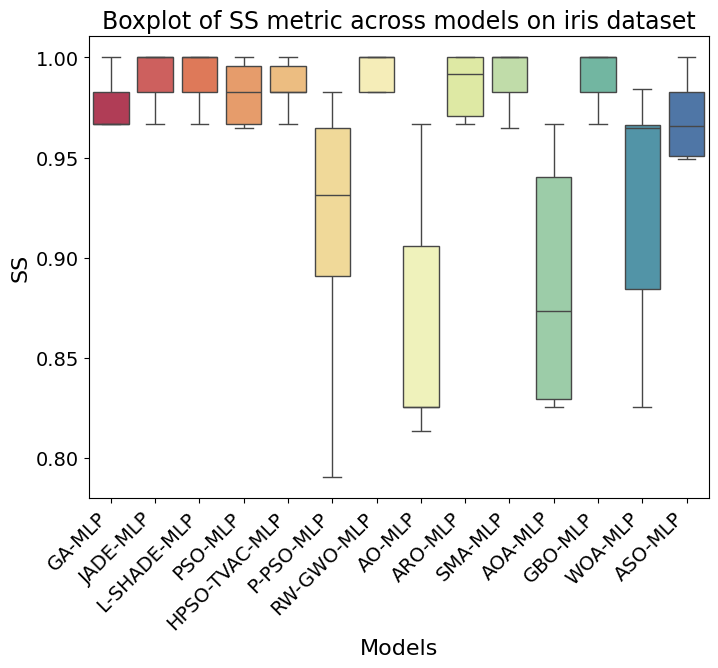 Boxplot of SS metric across models on iris dataset
1.00
0.95
0.90
0.85
0.80
SS
GA-MLP
JADE-MLP
L-SHADE-MLP
PSO-MLP
HPSO-TVAC-MLP
P-PSO-MLP
RW-GWO-MLP
AO-MLP
ARO-MLP
SMA-MLP
AOA-MLP
GBO-MLP
WOA-MLP
ASO-MLP
Models